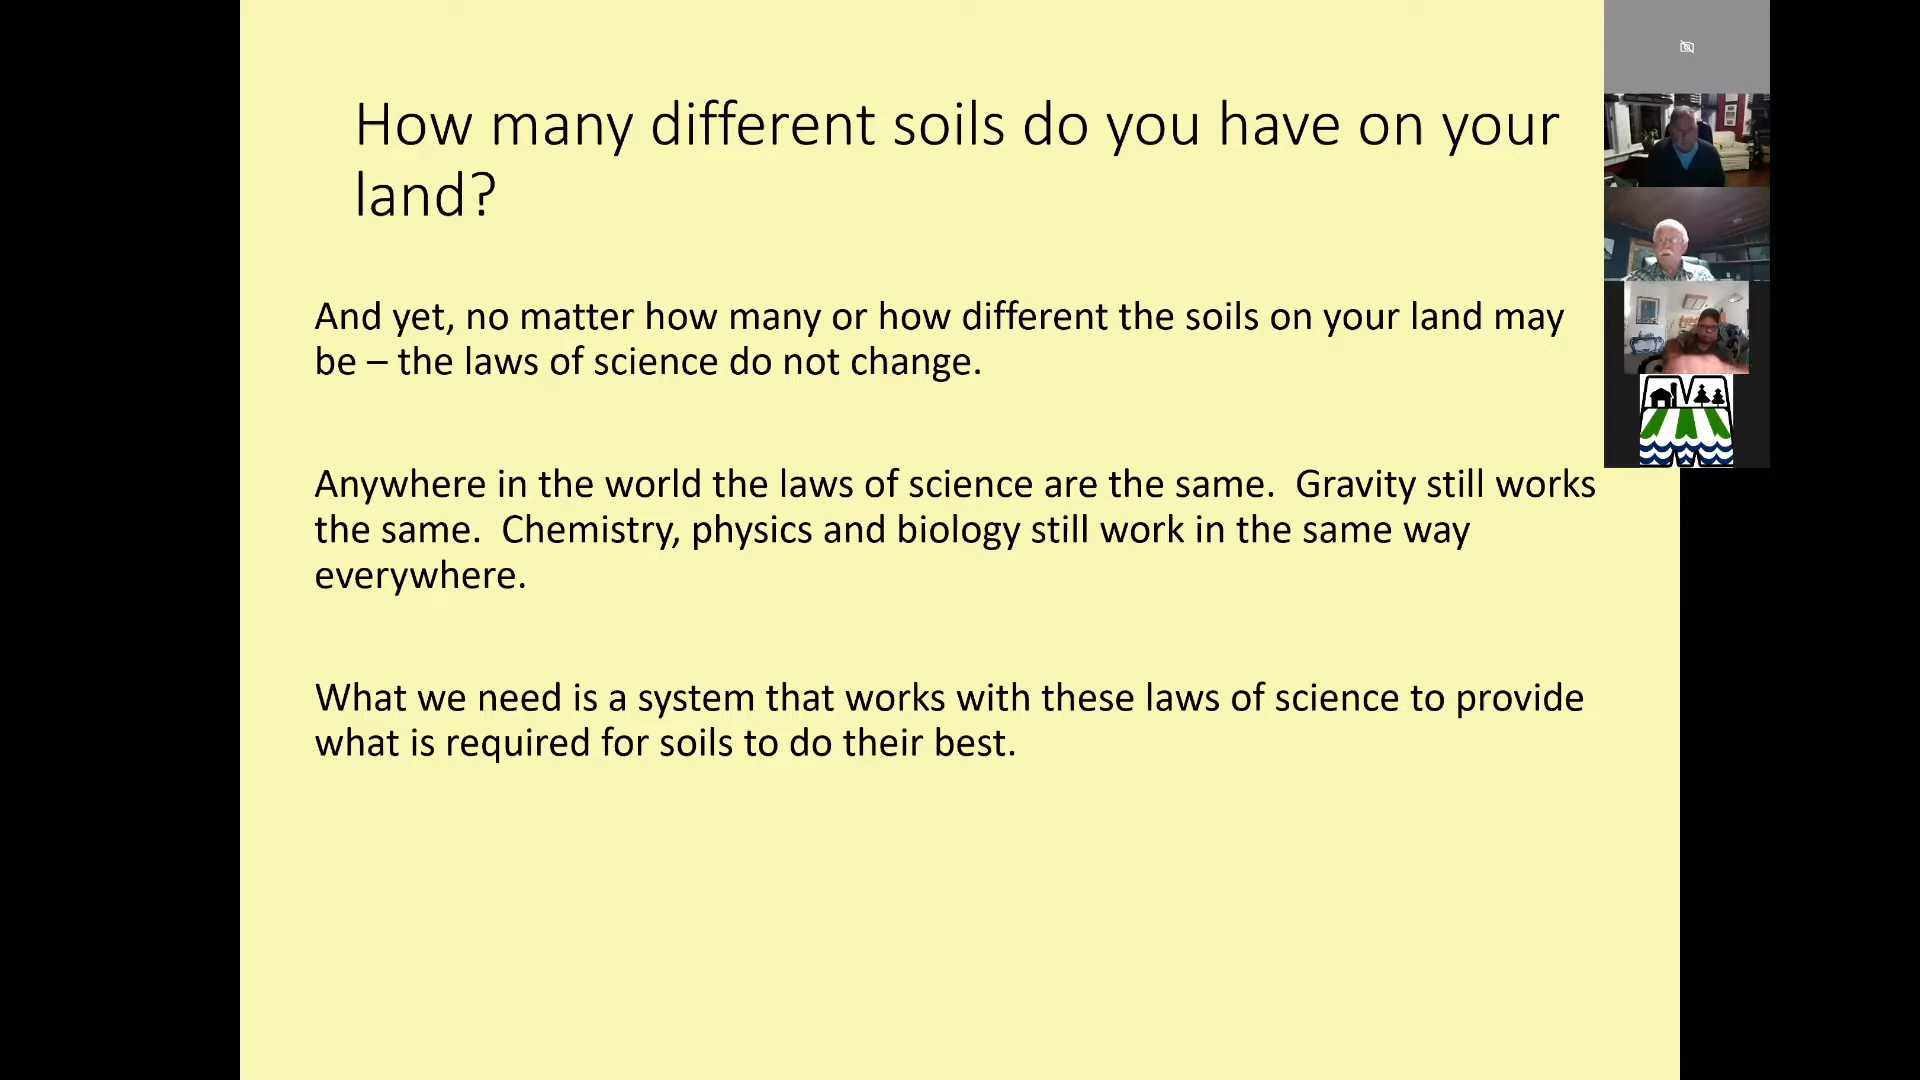 How many different soils do you have on your
land?
And yet, no matter how many or how different the soils on your land may
be – the laws of science do not change.
Anywhere in the world the laws of science are the same.  Gravity still works
the same.  Chemistry, physics and biology still work in the same way
everywhere.
What we need is a system that works with these laws of science to provide
what is required for soils to do their best.